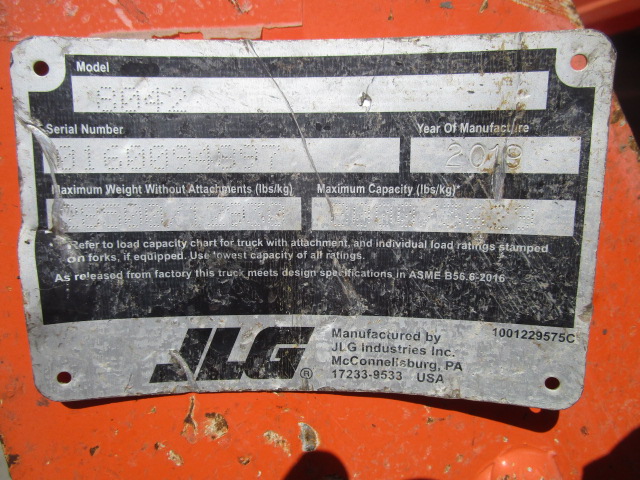 Model
8042
Serial Number
Year Of Manufacture
2019
Maximum Weight Without Attachments (lbs/kg)
Maximum Capacity (lbs/kg)*
* Refer to load capacity chart for truck with attachment, and individual load ratings stamped
on forks, if equipped. Use lowest capacity of all ratings.
As released from factory this truck meets design specifications in ASME B56.6-2016
JLG®
Manufactured by
JLG Industries Inc.
McConnellsburg, PA
17233-9533 USA
1001229575C